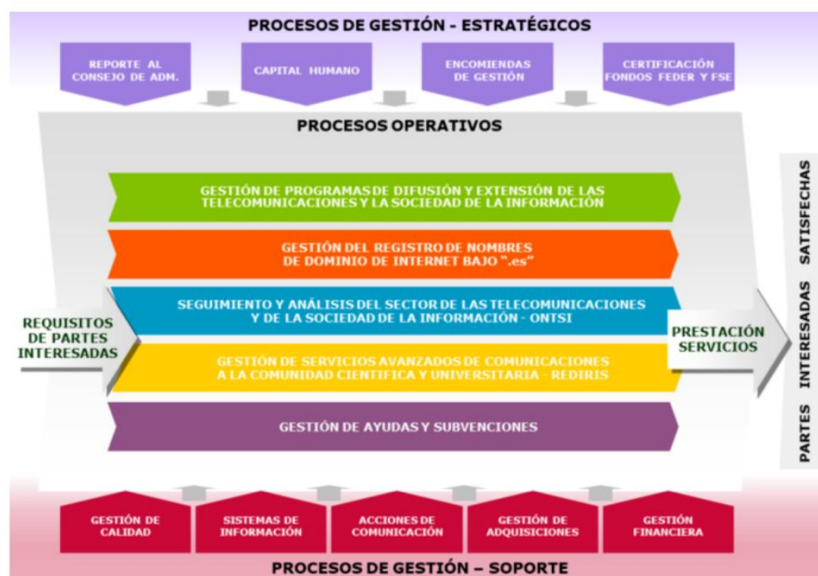 PROCESOS DE GESTIÓN - ESTRATÉGICOS
REPORTE AL
CONSEJO DE ADM.
CAPITAL HUMANO
ENCOMIENDAS
DE GESTIÓN
CERTIFICACIÓN
FONDOS FEDER Y FSE
PROCESOS OPERATIVOS
GESTIÓN DE PROGRAMAS DE DIFUSIÓN Y EXTENSIÓN DE LAS
TELECOMUNICACIONES Y LA SOCIEDAD DE LA INFORMACIÓN
GESTIÓN DEL REGISTRO DE NOMBRES
DE DOMINIO DE INTERNET BAJO “.es”
SEGUIMIENTO Y ANÁLISIS DEL SECTOR DE LAS TELECOMUNICACIONES
Y DE LA SOCIEDAD DE LA INFORMACIÓN - ONTSI
GESTIÓN DE SERVICIOS AVANZADOS DE COMUNICACIONES
A LA COMUNIDAD CIENTIFICA Y UNIVERSITARIA - REDIRIS
GESTIÓN DE AYUDAS Y SUBVENCIONES
REQUISITOS
DE PARTES
INTERESADAS
PRESTACIÓN
SERVICIOS
PARTES INTERESADAS SATISFECHAS
GESTIÓN DE
CALIDAD
SISTEMAS DE
INFORMACIÓN
ACCIONES DE
COMUNICACIÓN
GESTIÓN DE
ADQUISICIONES
GESTIÓN
FINANCIERA
PROCESOS DE GESTIÓN – SOPORTE